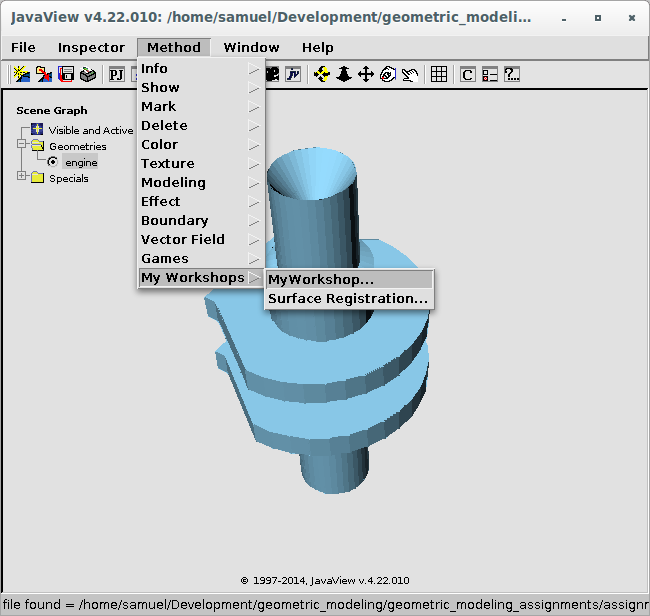 JavaView v4.22.010: /home/samuel/Development/geometric_modeli...
File Inspector Method Window Help
PJ jv C ?...
Scene Graph
Visible and Active
Geometries
engine
Specials
Info
Show
Mark
Delete
Color
Texture
Modeling
Effect
Boundary
Vector Field
Games
My Workshops
MyWorkshop...
Surface Registration...
© 1997-2014, JavaView v.4.22.010
file found = /home/samuel/Development/geometric_modeling/geometric_modeling_assignments/assignm